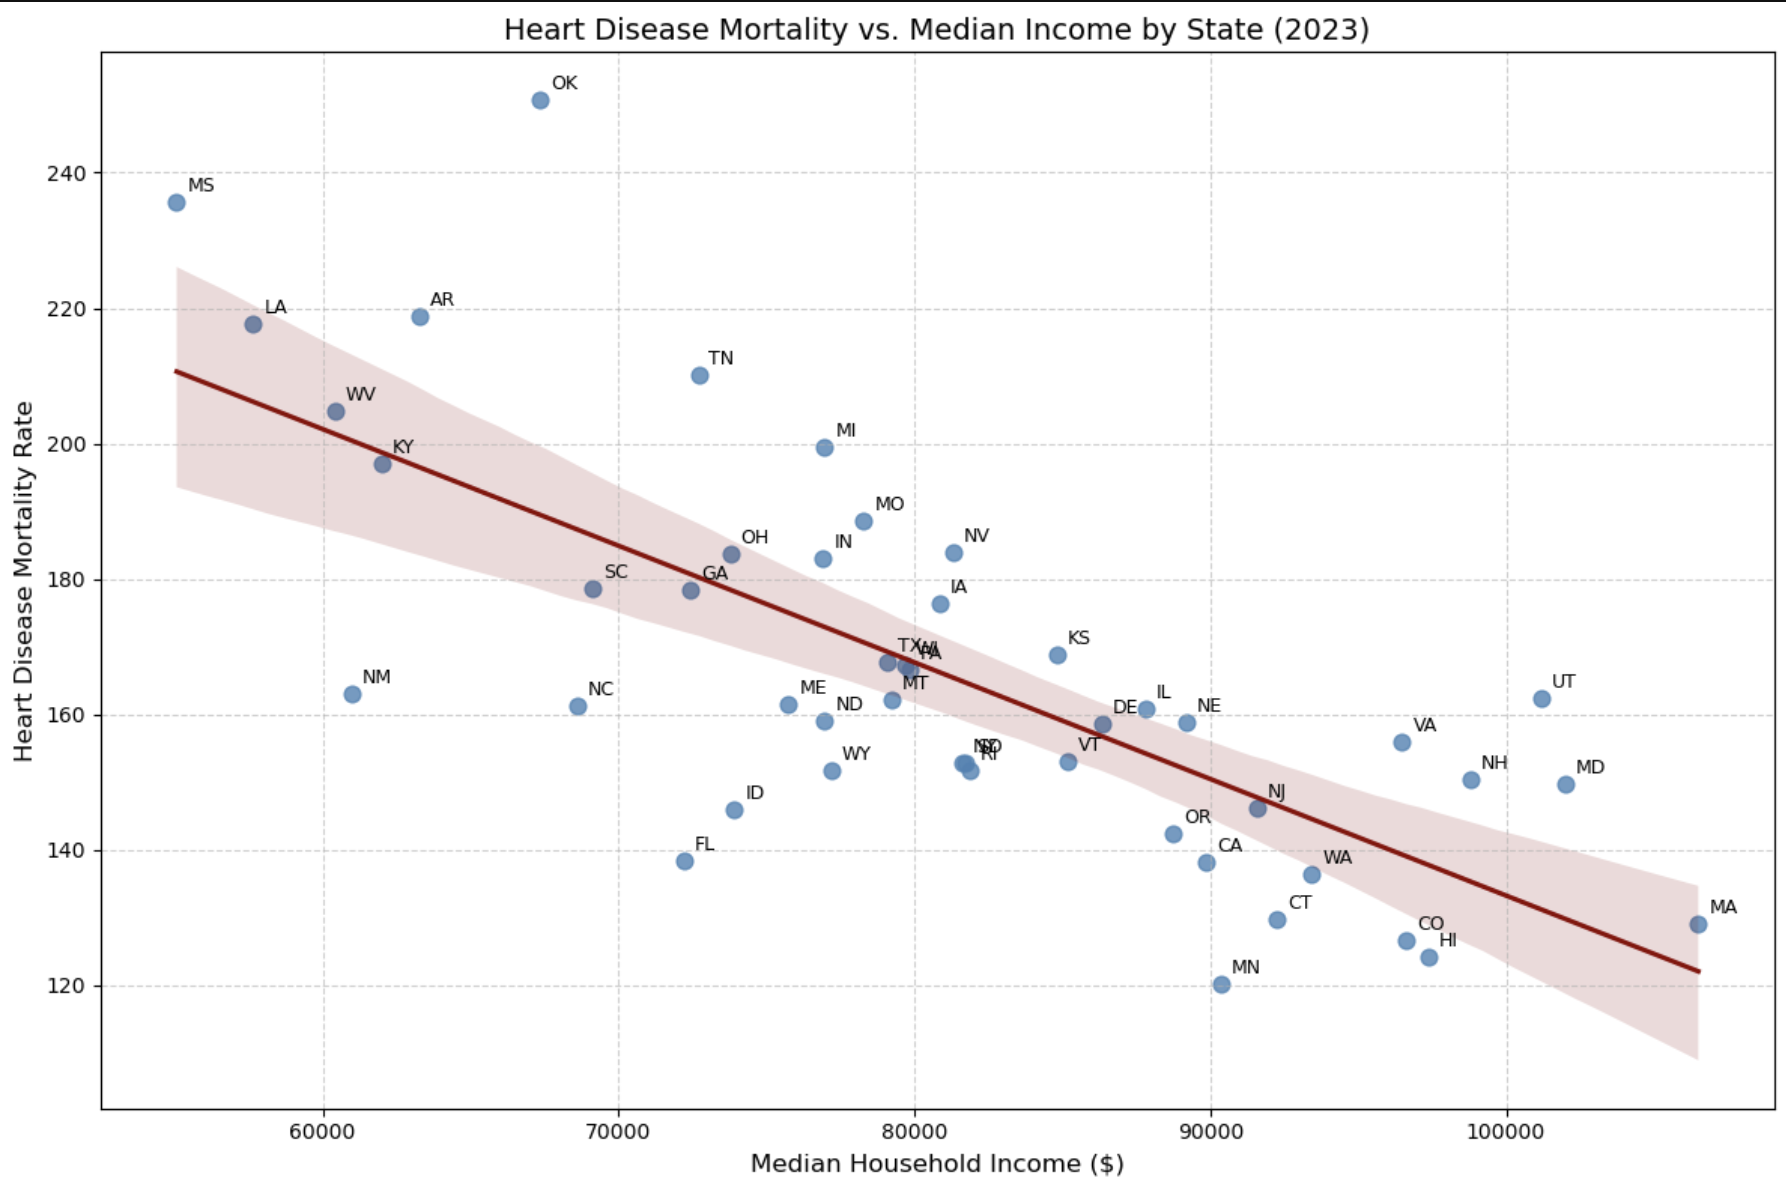 Heart Disease Mortality vs. Median Income by State (2023)
OK
240
MS
220
LA
AR
TN
WV
MI
200
KY
MO
OH
IN
NV
180
SC
GA
IA
KS
TX
PA
NM
NC
ME
MT
UT
ND
DE
IL
NE
160
VA
WY
RI
VT
NH
MD
ID
NJ
FL
OR
CA
140
WA
CT
CO
MA
HI
MN
120
Heart Disease Mortality Rate
60000
70000
80000
90000
100000
Median Household Income ($)